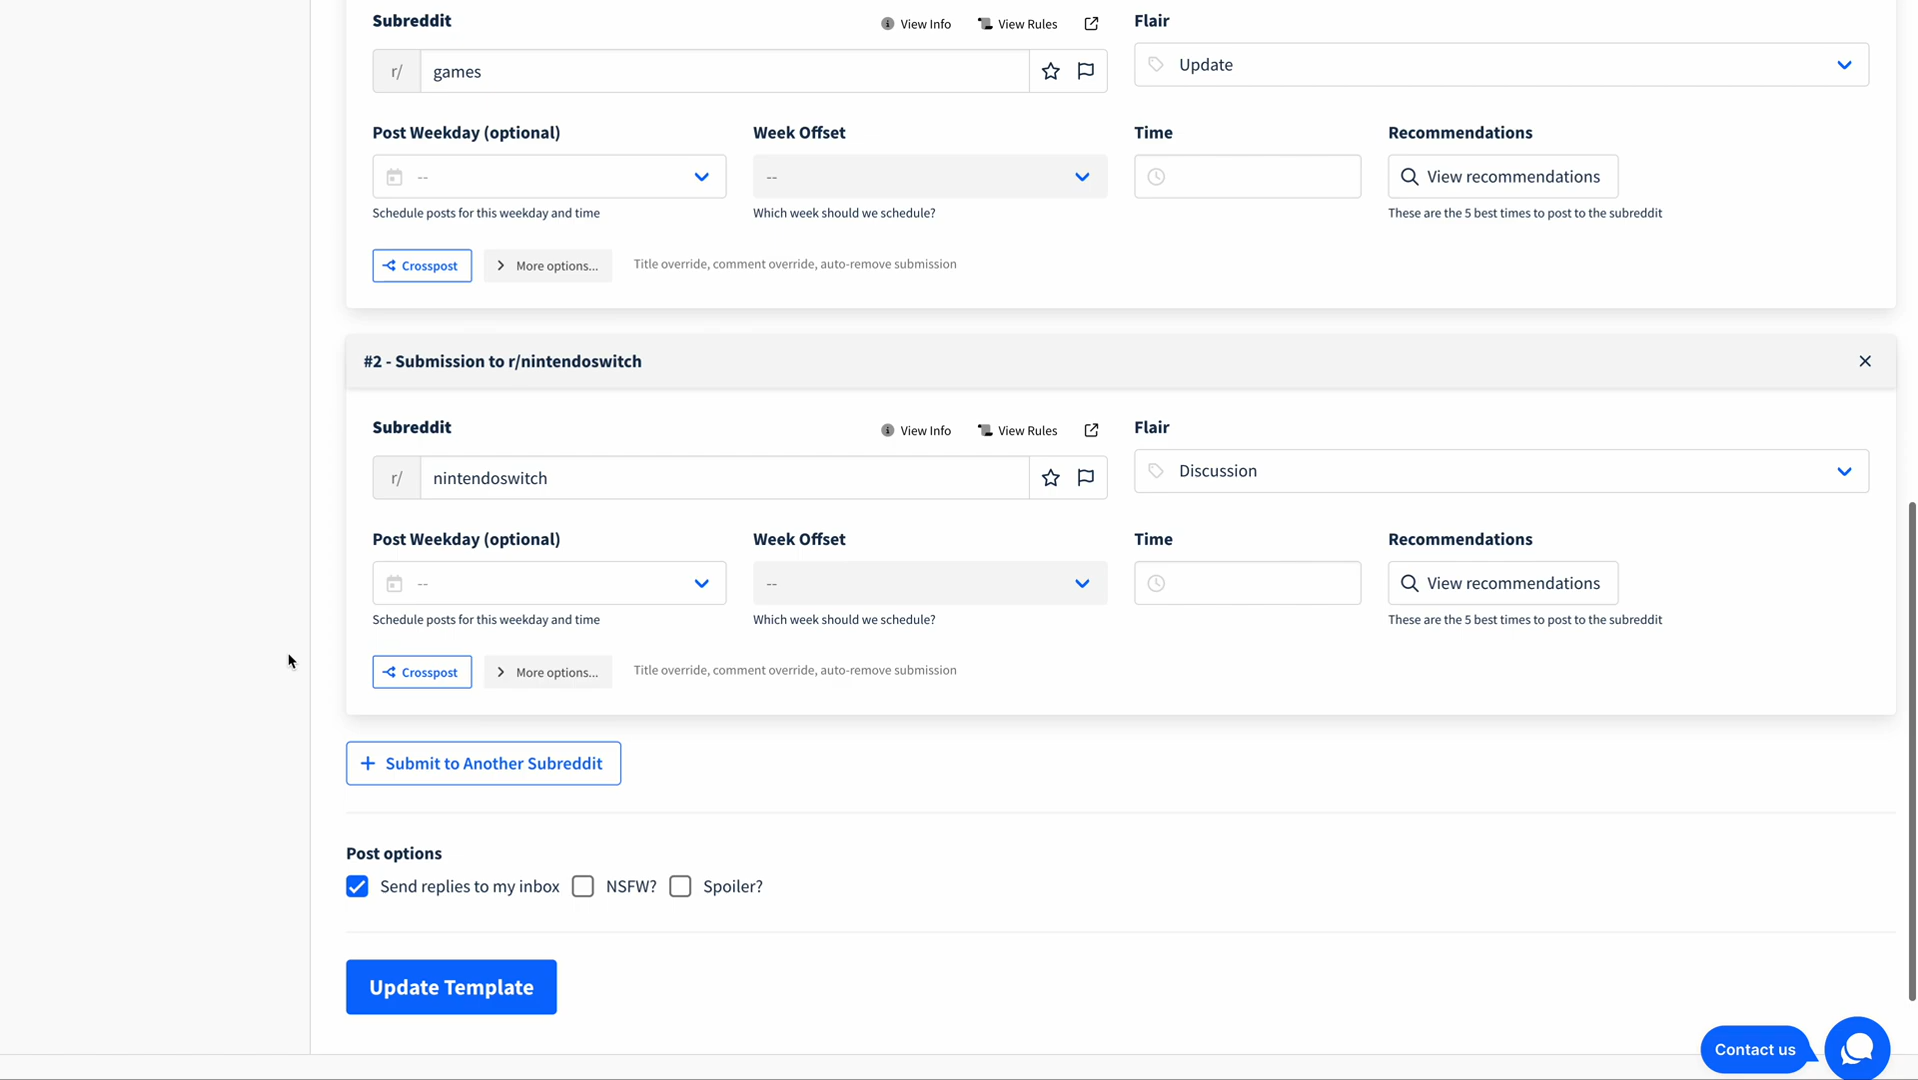 Subreddit View Info View Rules Flair
r/ games Update
Post Weekday (optional) Week Offset Time Recommendations
-- -- View recommendations
Schedule posts for this weekday and time Which week should we schedule? These are the 5 best times to post to the subreddit
Crosspost More options... Title override, comment override, auto-remove submission
#2 - Submission to r/nintendoswitch
Subreddit View Info View Rules Flair
r/ nintendoswitch Discussion
Post Weekday (optional) Week Offset Time Recommendations
-- -- View recommendations
Schedule posts for this weekday and time Which week should we schedule? These are the 5 best times to post to the subreddit
Crosspost More options... Title override, comment override, auto-remove submission
+ Submit to Another Subreddit
Post options
Send replies to my inbox NSFW? Spoiler?
Update Template
Contact us